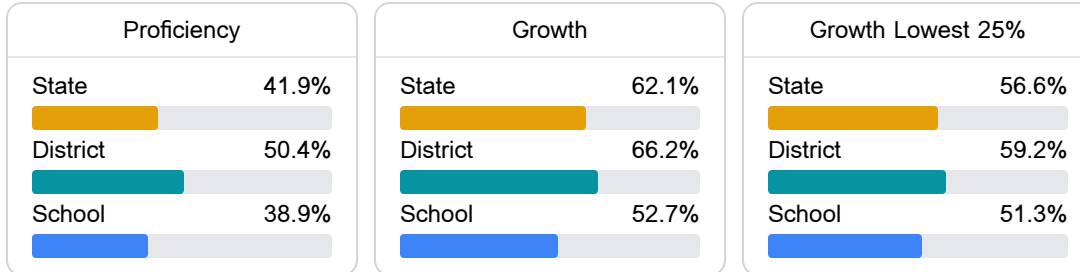 Proficiency
State 41.9%
District 50.4%
School 38.9%
Growth
State 62.1%
District 66.2%
School 52.7%
Growth Lowest 25%
State 56.6%
District 59.2%
School 51.3%